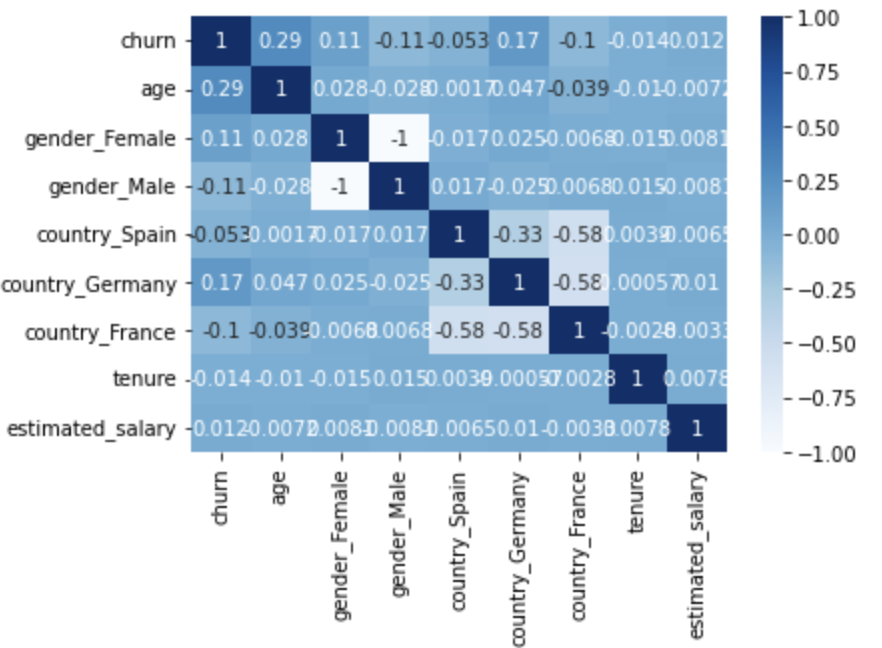 churn 1 0.29 0.11 -0.11 -0.053 0.17 -0.1 -0.014 0.012
age 0.29 1 0.028 -0.028 0.0017 0.047 -0.039 -0.01 -0.0072
gender_Female 0.11 0.028 1 -1 -0.017 0.025 -0.0068 -0.015 0.0081
gender_Male -0.11 -0.028 -1 1 0.017 -0.025 0.0068 0.015 -0.0081
country_Spain -0.053 0.0017 -0.017 0.017 1 -0.33 -0.58 0.0039 -0.0065
country_Germany 0.17 0.047 0.025 -0.025 -0.33 1 -0.58 0.00057 0.01
country_France -0.1 -0.039 -0.0068 0.0068 -0.58 -0.58 1 -0.0028 -0.0033
tenure -0.014 -0.01 -0.015 0.015 0.0039 -0.00057 -0.0028 1 0.0078
estimated_salary 0.012 -0.0072 0.0081 -0.0081 -0.0065 0.01 -0.0033 0.0078 1
churn
age
gender_Female
gender_Male
country_Spain
country_Germany
country_France
tenure
estimated_salary
1.00
0.75
0.50
0.25
0.00
−0.25
−0.50
−0.75
−1.00